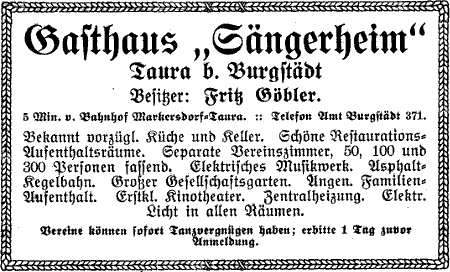 Gasthaus „Sängerheim“
Taura b. Burgstädt
Besitzer: Fritz Göbler.
5 Min. v. Bahnhof Markersdorf-Taura. :: Telefon Amt Burgstädt 371.
Bekannt vorzügl. Küche und Keller. Schöne Restaurations-
Aufenthaltsräume. Separate Vereinszimmer, 50, 100 und
300 Personen fassend. Elektrisches Musikwerk. Asphalt-
Kegelbahn. Großer Gesellschaftsgarten. Angen. Familien-
Aufenthalt. Erstkl. Kinotheater. Zentralheizung. Elektr.
Licht in allen Räumen.
Vereine können sofort Tanzvergnügen haben; erbitte 1 Tag zuvor
Anmeldung.